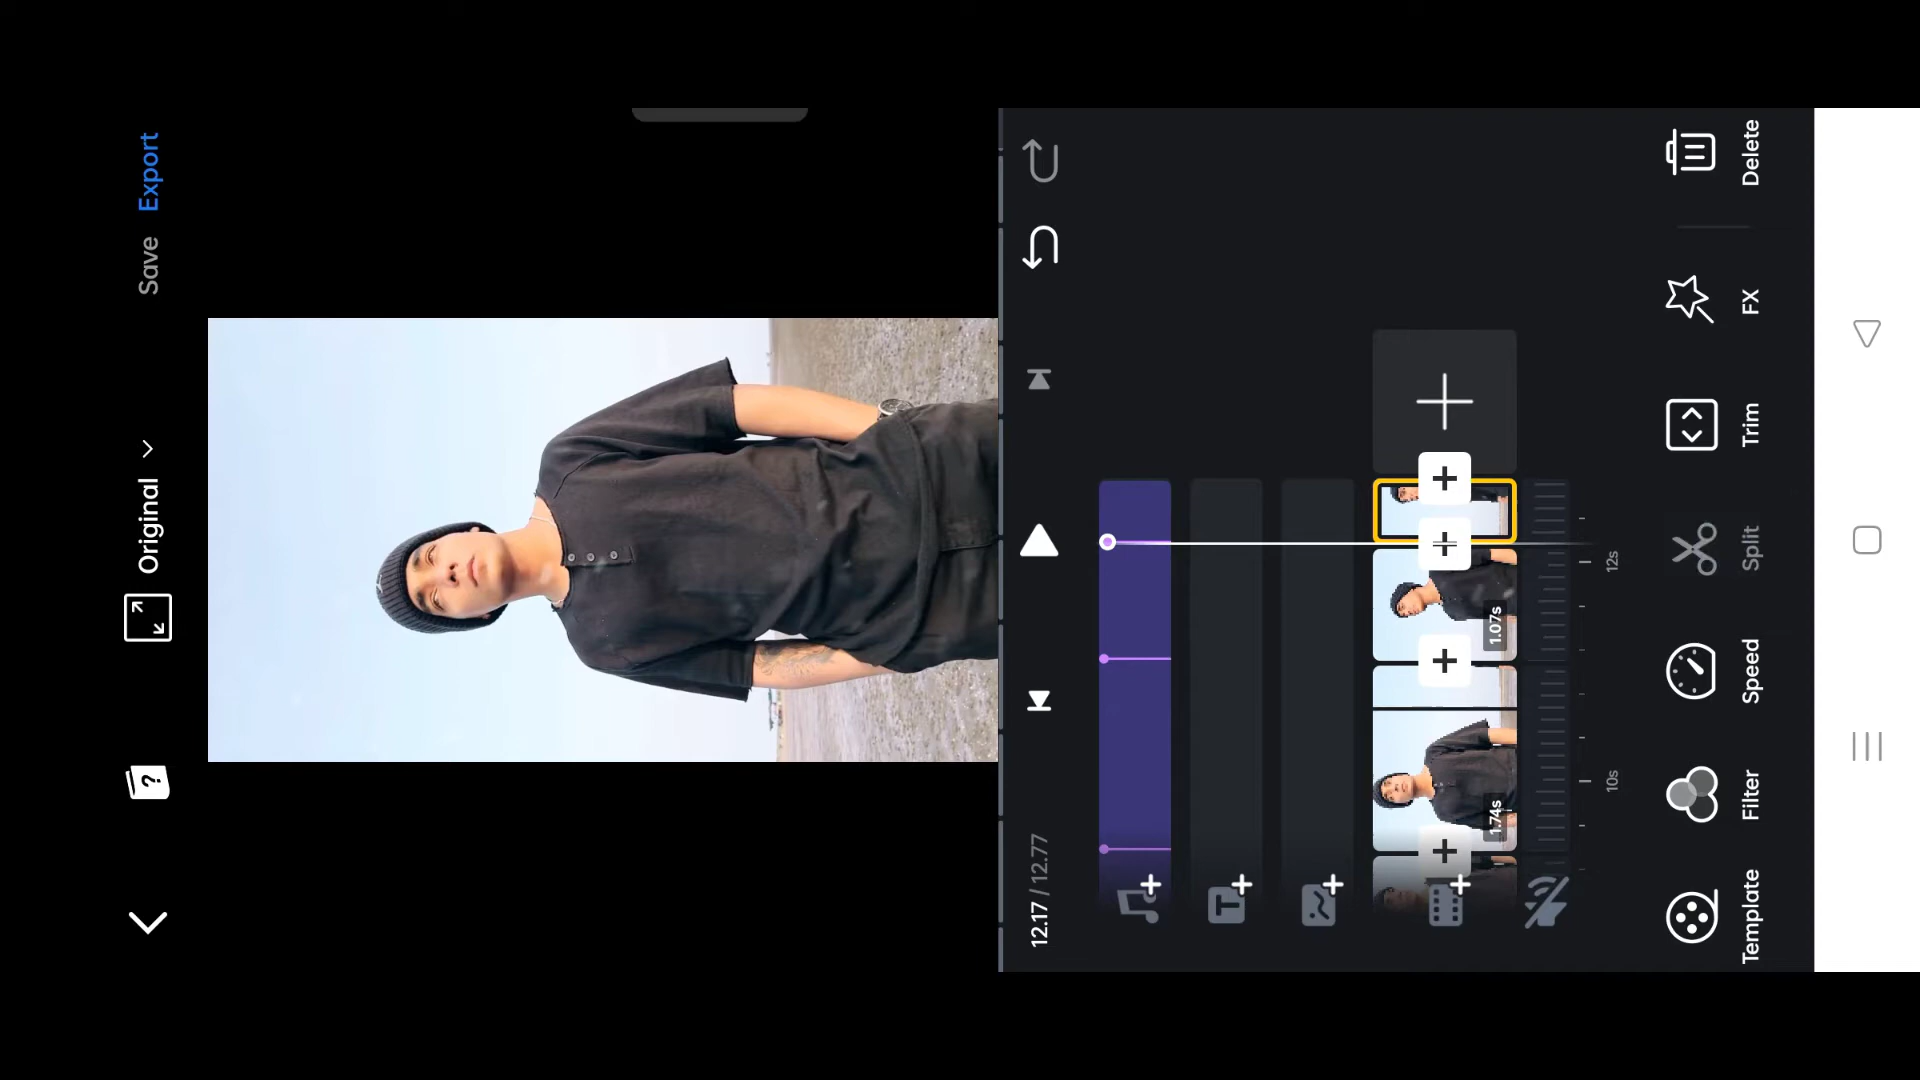 Original
Save
Export
12.17 / 12.77
1.74s
1.07s
10s
12s
Template
Filter
Speed
Split
Trim
FX
Delete